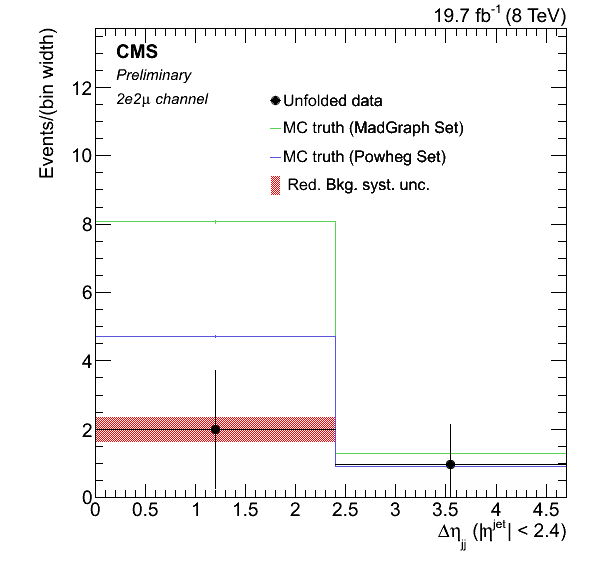 19.7 fb⁻¹ (8 TeV)
CMS
Preliminary
2e2μ channel
Unfolded data
MC truth (MadGraph Set)
MC truth (Powheg Set)
Red. Bkg. syst. unc.
Events/(bin width)
12
10
8
6
4
2
0
0 0.5 1 1.5 2 2.5 3 3.5 4 4.5
Δη_jj (|η^jet| < 2.4)